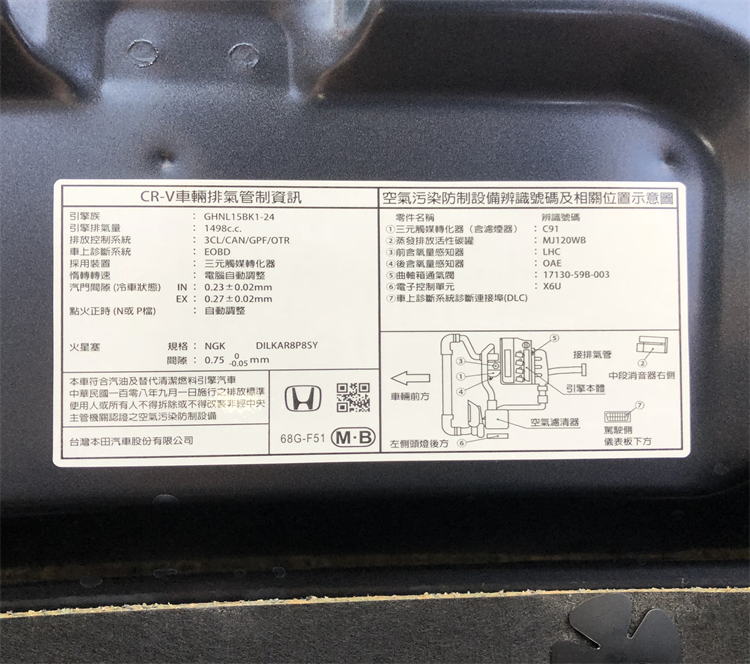 CR-V車輛排氣管制資訊
引擎族 : GHNL15BK1-24
引擎排氣量 : 1498c.c.
排放控制系統 : 3CL/CAN/GPF/OTR
車上診斷系統 : EOBD
採用裝置 : 三元觸媒轉化器
惰轉轉速 : 電腦自動調整
汽門間隙 (冷車狀態) IN : 0.23±0.02mm
EX : 0.27±0.02mm
點火正時 (N或 P檔) : 自動調整
火星塞 規格 : NGK DILKAR8P8SY
間隙 : 0.75 0 -0.05 mm
本車符合汽油及替代清潔燃料引擎汽車
中華民國一百零八年九月一日施行之排放標準
使用人或所有人不得拆除或不得改裝非經中央
主管機關認證之空氣污染防制設備
台灣本田汽車股份有限公司
68G-F51 M·B
空氣污染防制設備辨識號碼及相關位置示意圖
零件名稱 辨識號碼
①三元觸媒轉化器 (含濾煙器) : C91
②蒸發排放活性碳罐 : MJ120WB
③前含氧量感知器 : LHC
④後含氧量感知器 : OAE
⑤曲軸箱通氣閥 : 17130-59B-003
⑥電子控制單元 : X6U
⑦車上診斷系統診斷連接埠(DLC)
⑤
③
①
④
接排氣管
②
中段消音器右側
車輛前方
引擎本體
空氣濾清器
⑦
駕駛側
儀表板下方
左側頭燈後方 ⑥